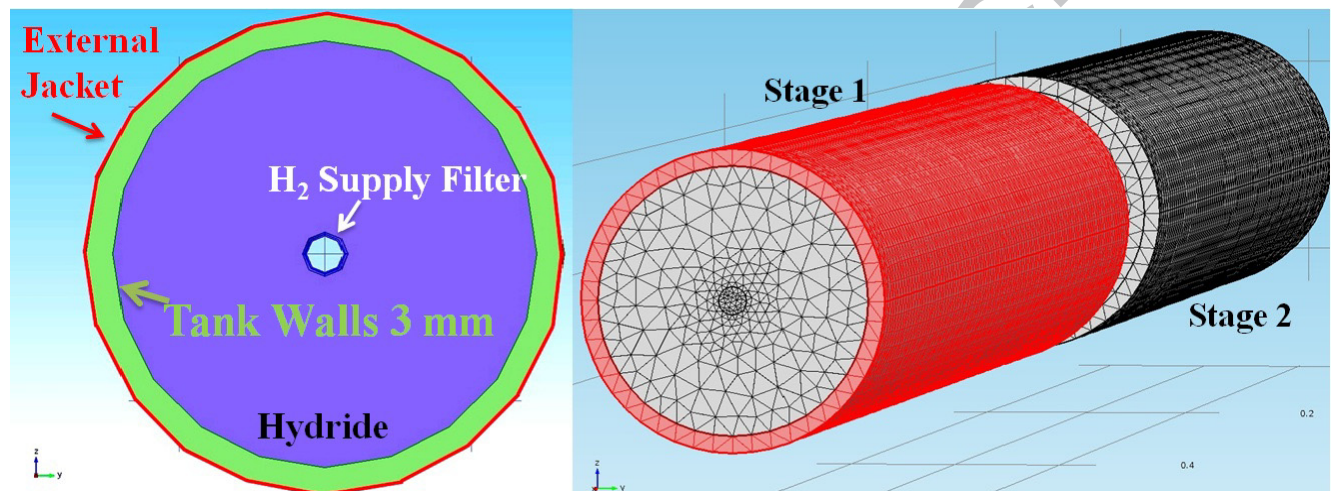 External
Jacket
H₂ Supply Filter
Tank Walls 3 mm
Hydride
z
y
Stage 1
Stage 2
0.2
0.4
z
y